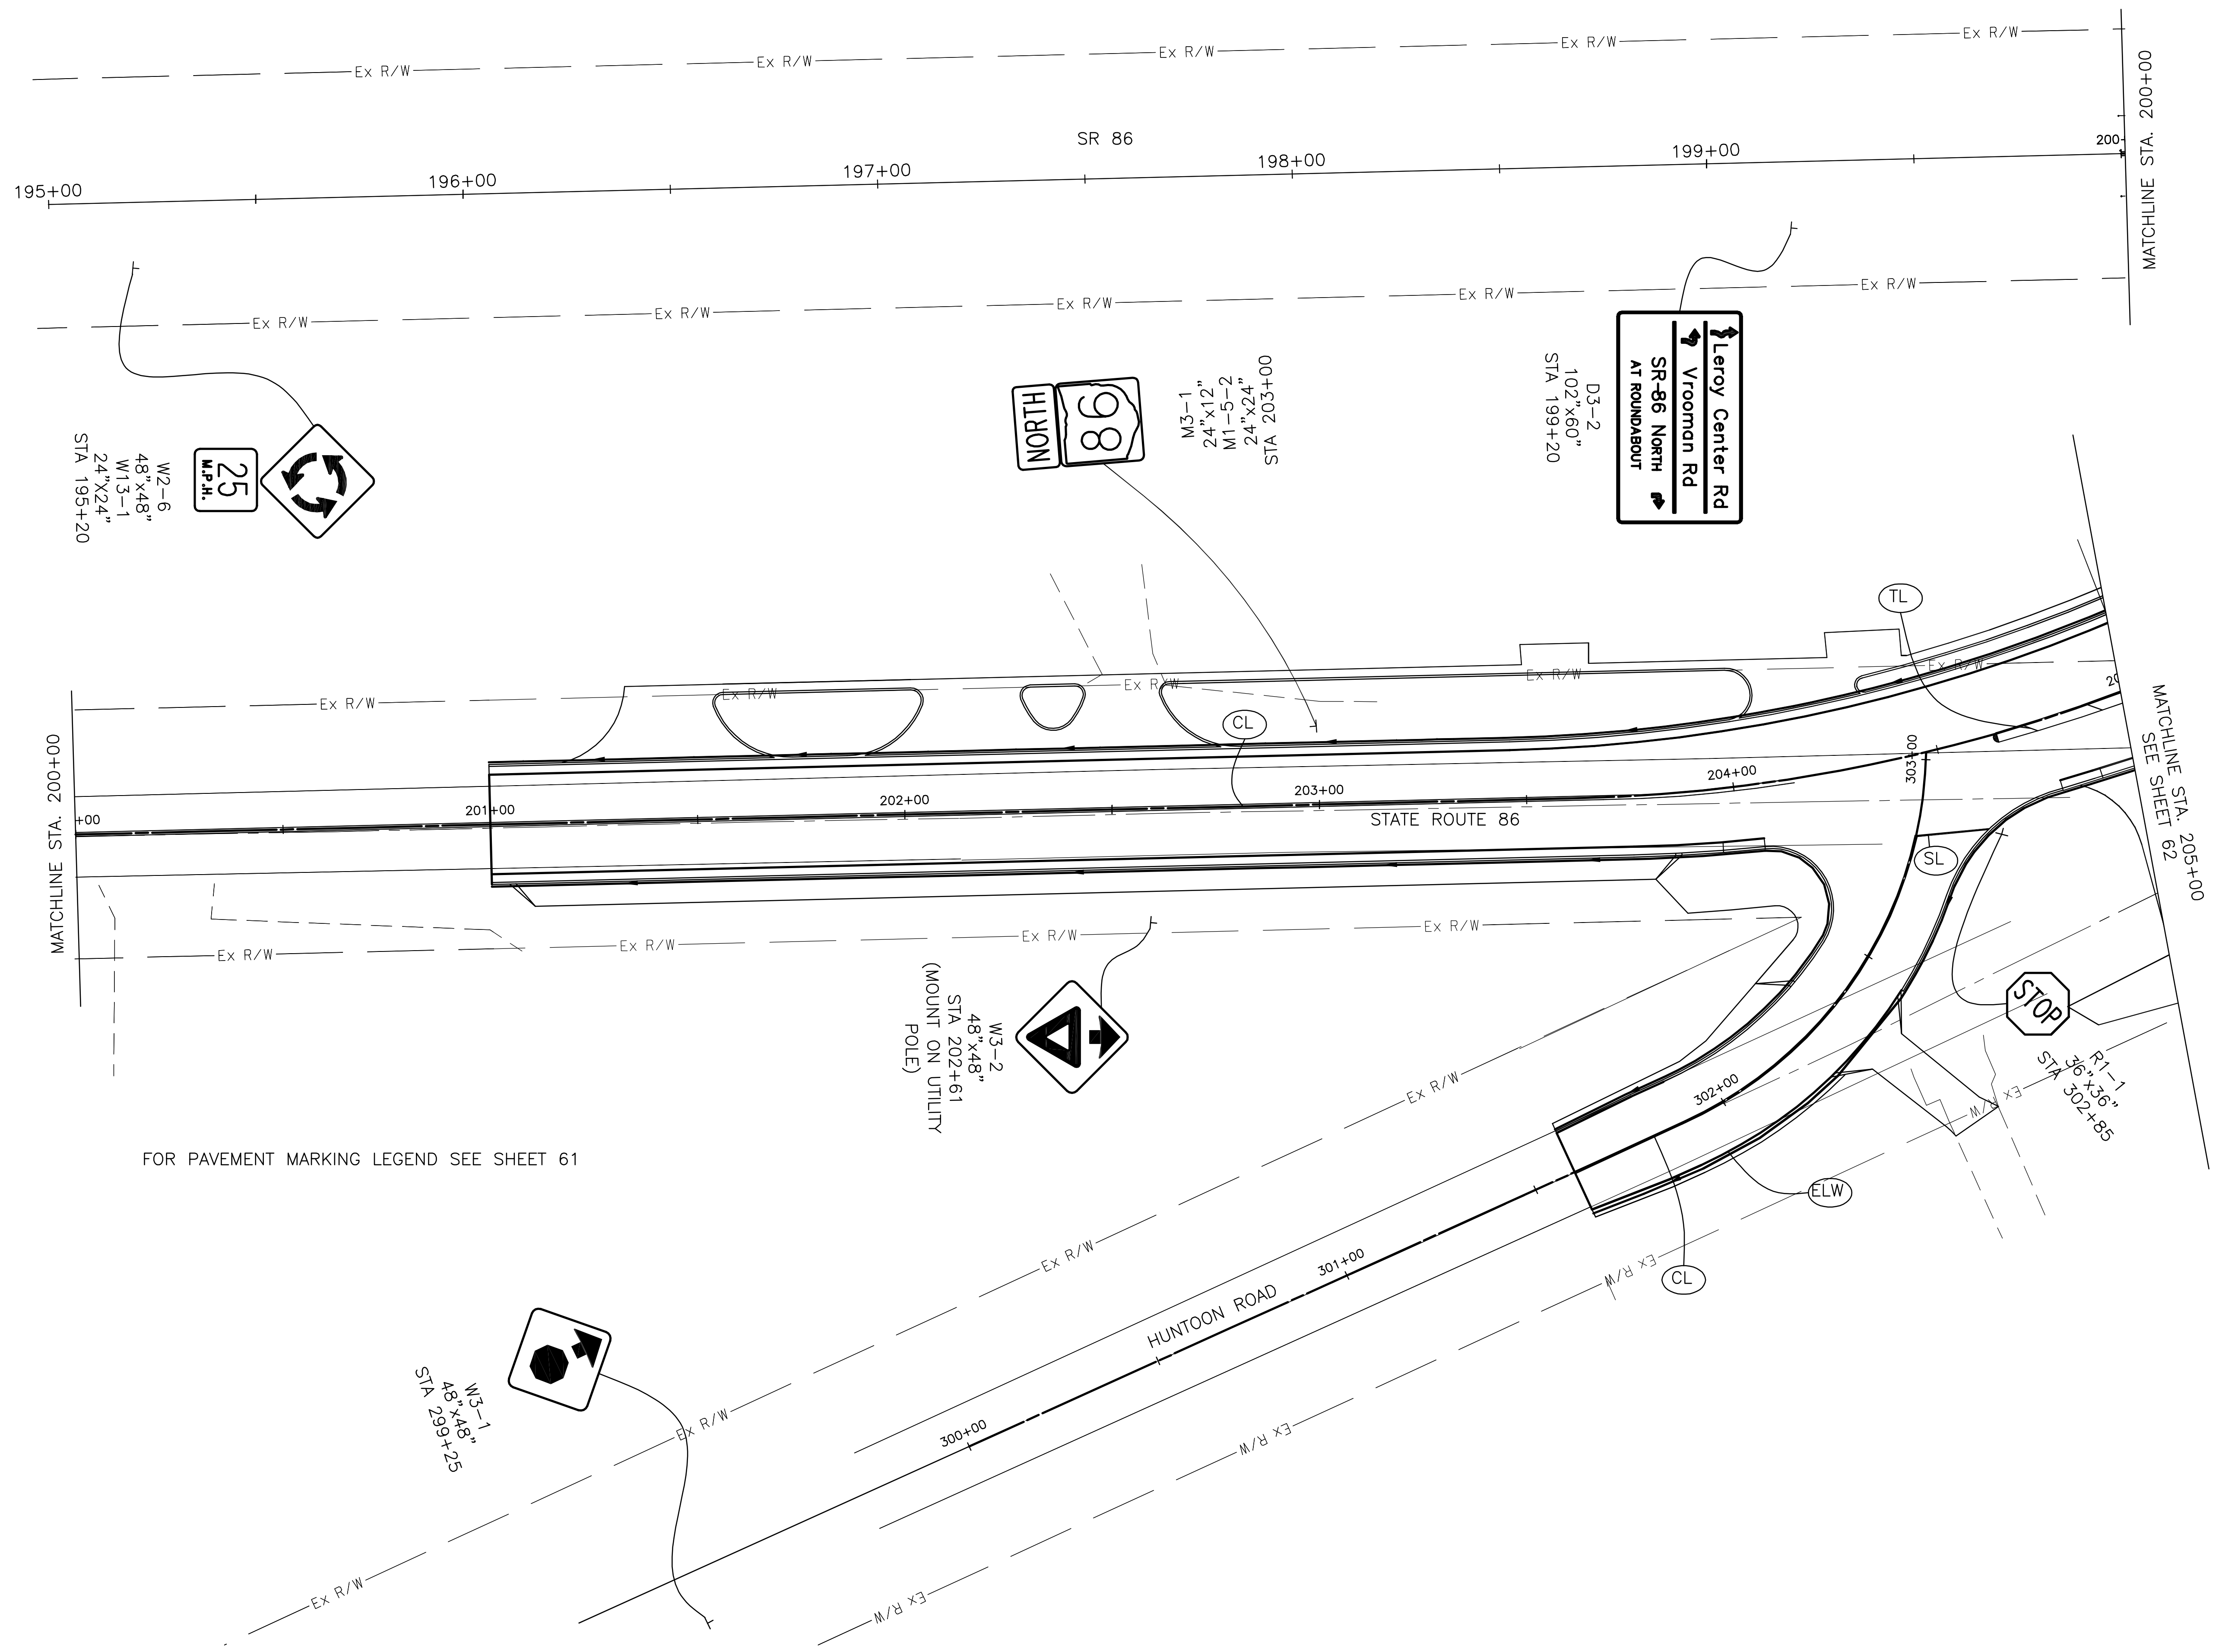 Ex R/W
Ex R/W
Ex R/W
Ex R/W
Ex R/W
SR 86
195+00
196+00
197+00
198+00
199+00
200
MATCHLINE STA. 200+00
Ex R/W
Ex R/W
Ex R/W
Ex R/W
Ex R/W
25
M.P.H.
W2-6
48"x48"
W13-1
24"X24"
STA 195+20
NORTH
86
M3-1
24"x12"
M1-5-2
24"x24"
STA 203+00
D3-2
102"x60"
STA 199+20
Leroy Center Rd
Vrooman Rd
SR-86 NORTH
AT ROUNDABOUT
TL
Ex R/W
Ex R/W
Ex R/W
Ex R/W
Ex R/W
CL
MATCHLINE STA. 200+00
+00
201+00
202+00
203+00
204+00
303+00
20
STATE ROUTE 86
SL
MATCHLINE STA. 205+00
SEE SHEET 62
Ex R/W
Ex R/W
Ex R/W
Ex R/W
W3-2
48"x48"
STA 202+61
(MOUNT ON UTILITY
POLE)
STOP
R1-1
36"x36"
STA 302+85
FOR PAVEMENT MARKING LEGEND SEE SHEET 61
Ex R/W
Ex R/W
302+00
ELW
CL
Ex R/W
Ex R/W
301+00
HUNTOON ROAD
300+00
W3-1
48"x48"
STA 299+25
Ex R/W
Ex R/W
Ex R/W
Ex R/W